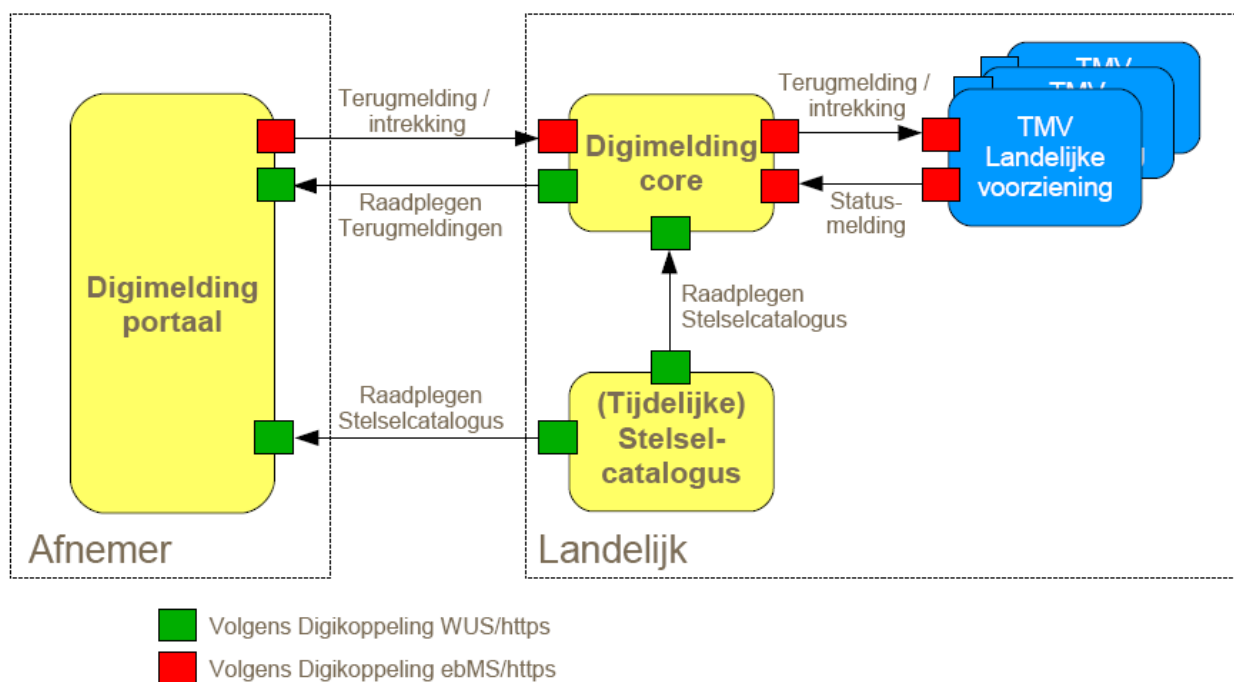 Terugmelding /
intrekking
Raadplegen
Terugmeldingen
Digimelding
portaal
Raadplegen
Stelselcatalogus
Afnemer
Digimelding
core
Terugmelding /
intrekking
Status-
melding
TMV
TMV
TMV
Landelijke
voorziening
Raadplegen
Stelselcatalogus
(Tijdelijke)
Stelsel-
catalogus
Landelijk
Volgens Digikoppeling WUS/https
Volgens Digikoppeling ebMS/https